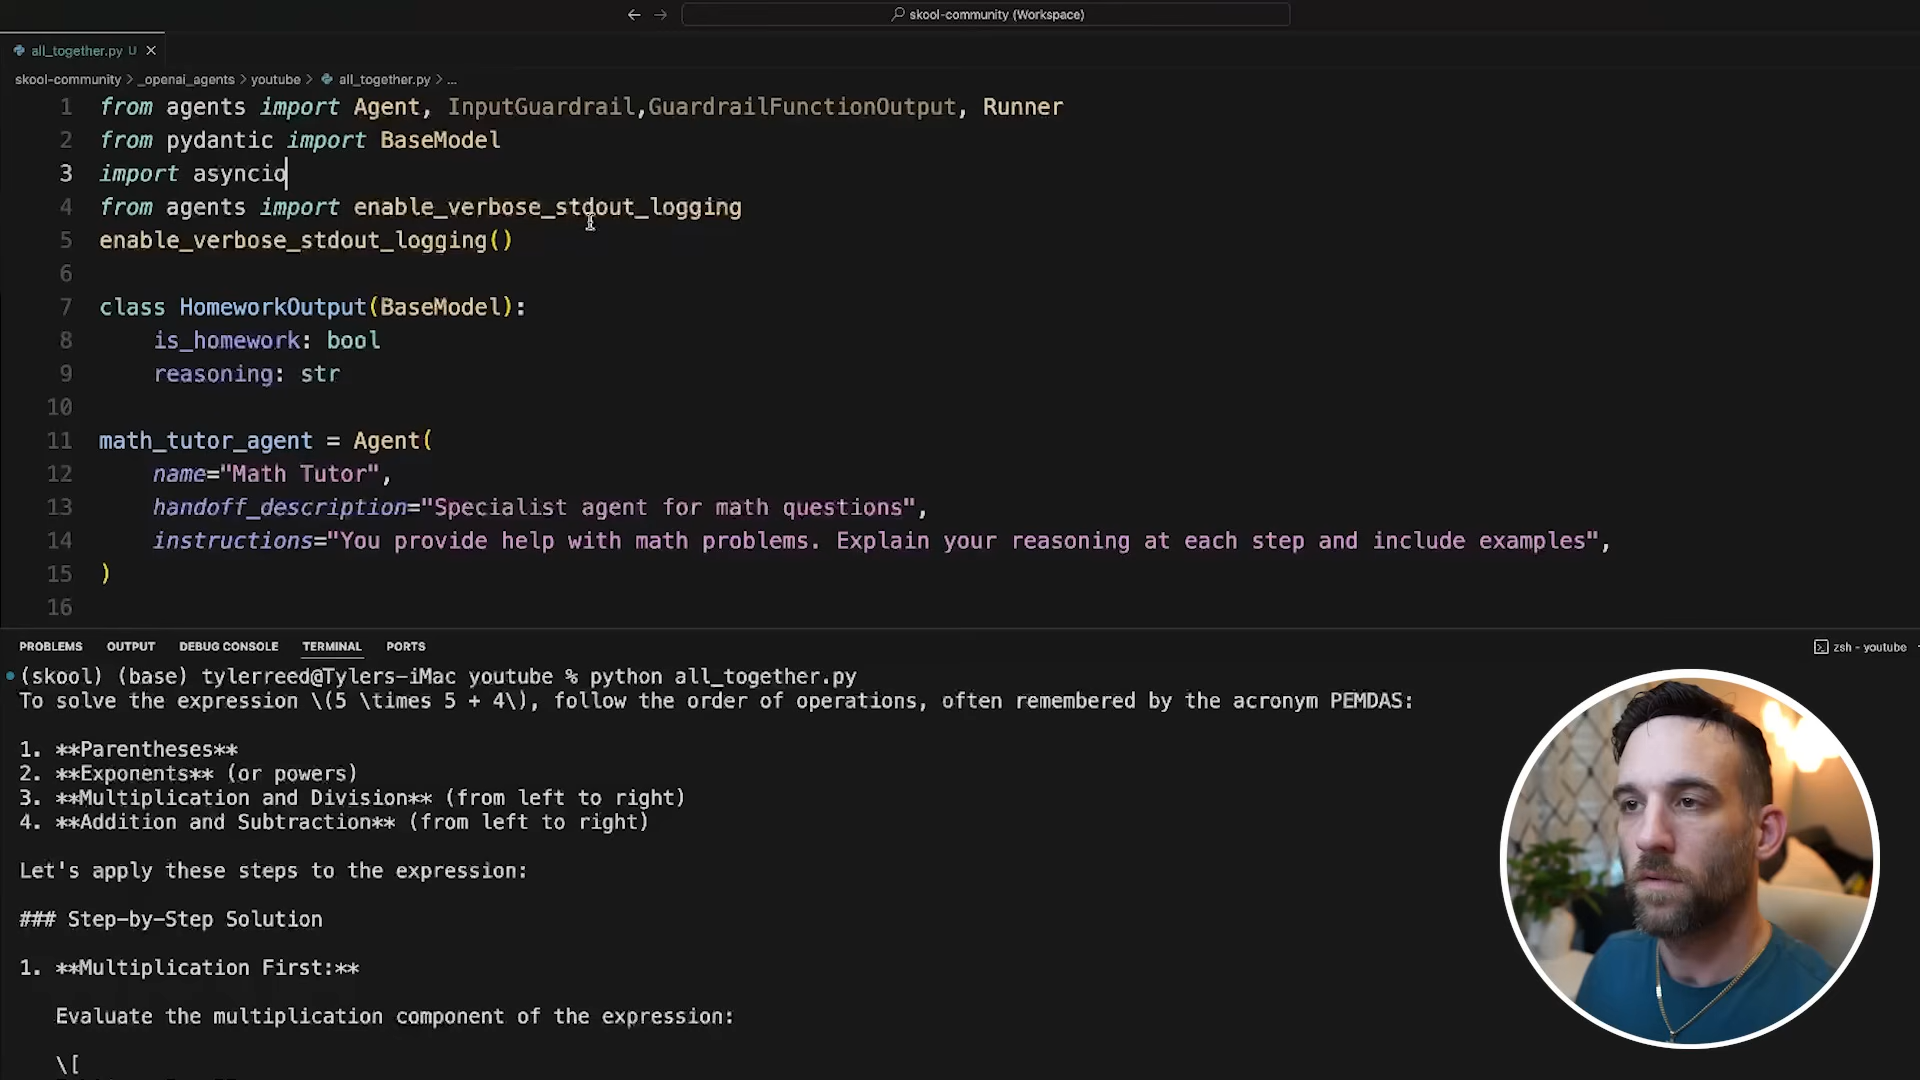 skool-community (Workspace)
all_together.py U
skool-community > _openai_agents > youtube > all_together.py > ...
1 from agents import Agent, InputGuardrail,GuardrailFunctionOutput, Runner
2 from pydantic import BaseModel
3 import asyncio
4 from agents import enable_verbose_stdout_logging
5 enable_verbose_stdout_logging()
6
7 class HomeworkOutput(BaseModel):
8     is_homework: bool
9     reasoning: str
10
11 math_tutor_agent = Agent(
12     name="Math Tutor",
13     handoff_description="Specialist agent for math questions",
14     instructions="You provide help with math problems. Explain your reasoning at each step and include examples",
15 )
16
PROBLEMS OUTPUT DEBUG CONSOLE TERMINAL PORTS
zsh - youtube
(skool) (base) tylerreed@Tylers-iMac youtube % python all_together.py
To solve the expression \(5 \times 5 + 4\), follow the order of operations, often remembered by the acronym PEMDAS:
1. **Parentheses**
2. **Exponents** (or powers)
3. **Multiplication and Division** (from left to right)
4. **Addition and Subtraction** (from left to right)
Let's apply these steps to the expression:
### Step-by-Step Solution
1. **Multiplication First:**
Evaluate the multiplication component of the expression:
\[